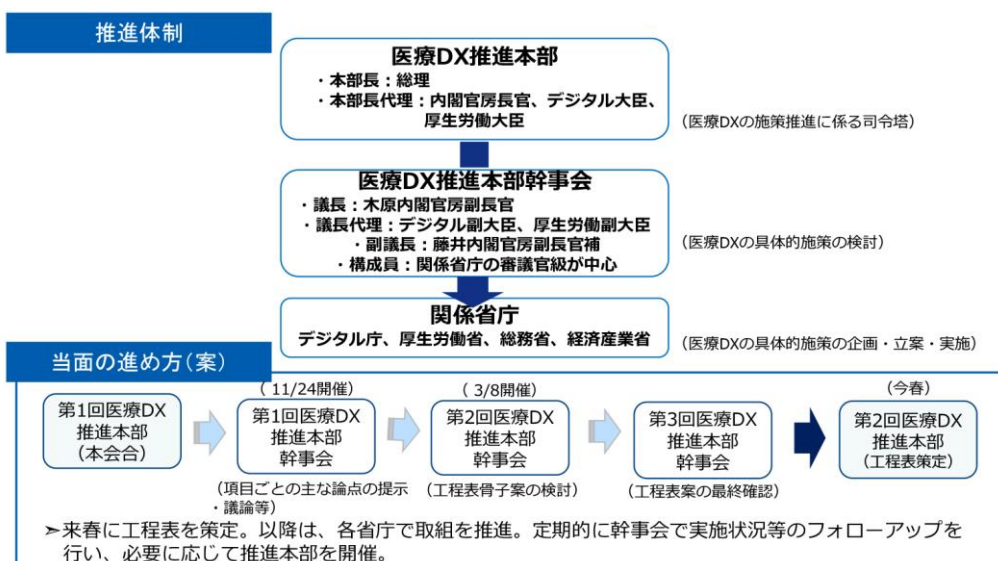 推進体制
医療DX推進本部
・本部長：総理
・本部長代理：内閣官房長官、デジタル大臣、
厚生労働大臣
（医療DXの施策推進に係る司令塔）
医療DX推進本部幹事会
・議長：木原内閣官房副長官
・議長代理：デジタル副大臣、厚生労働副大臣
・副議長：藤井内閣官房副長官補
・構成員：関係省庁の審議官級が中心
（医療DXの具体的施策の検討）
関係省庁
デジタル庁、厚生労働省、総務省、経済産業省
（医療DXの具体的施策の企画・立案・実施）
当面の進め方（案）
第1回医療DX
推進本部
（本会合）
（ 11/24開催）
第1回医療DX
推進本部
幹事会
（項目ごとの主な論点の提示
・議論等）
（ 3/8開催）
第2回医療DX
推進本部
幹事会
（工程表骨子案の検討）
第3回医療DX
推進本部
幹事会
（工程表案の最終確認）
（今春）
第2回医療DX
推進本部
（工程表策定）
➢来春に工程表を策定。以降は、各省庁で取組を推進。定期的に幹事会で実施状況等のフォローアップを
行い、必要に応じて推進本部を開催。